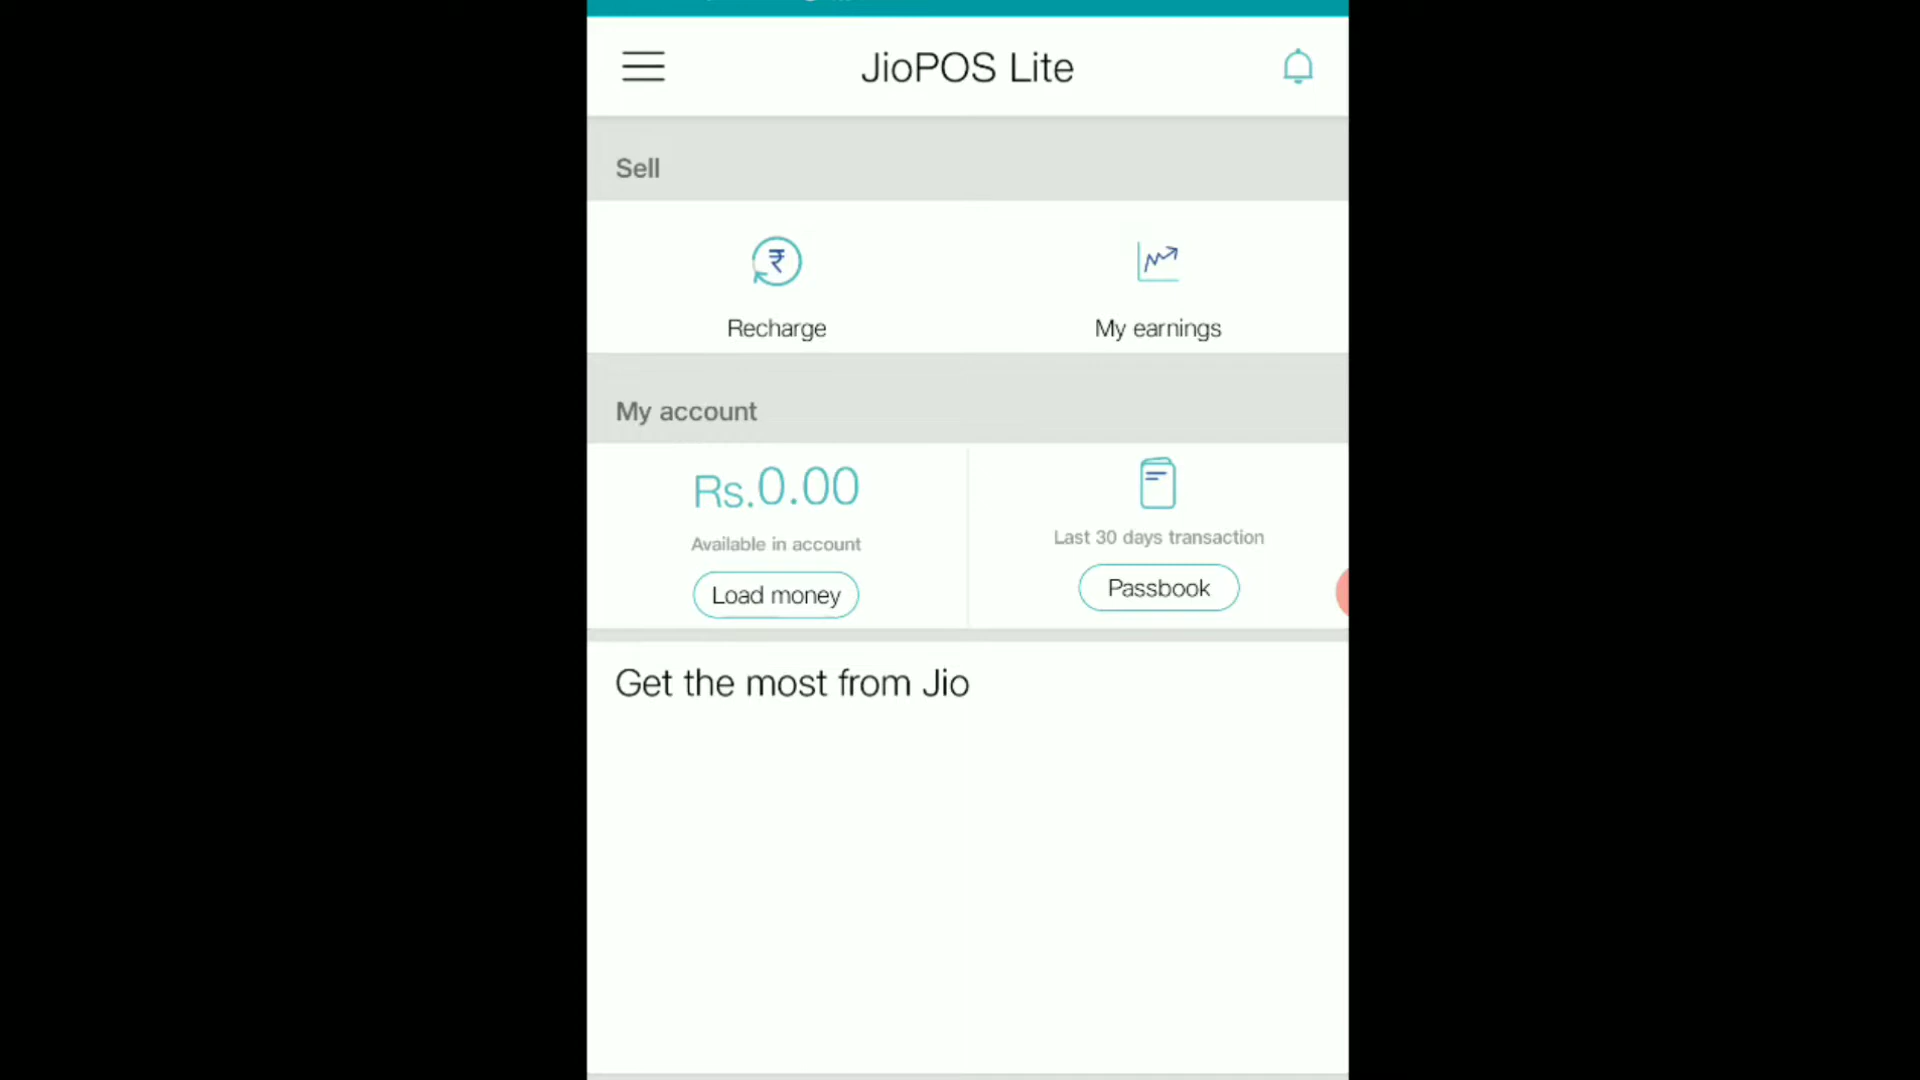 JioPOS Lite
Sell
₹
Recharge
My earnings
My account
Rs.0.00
Available in account
Load money
Last 30 days transaction
Passbook
Get the most from Jio